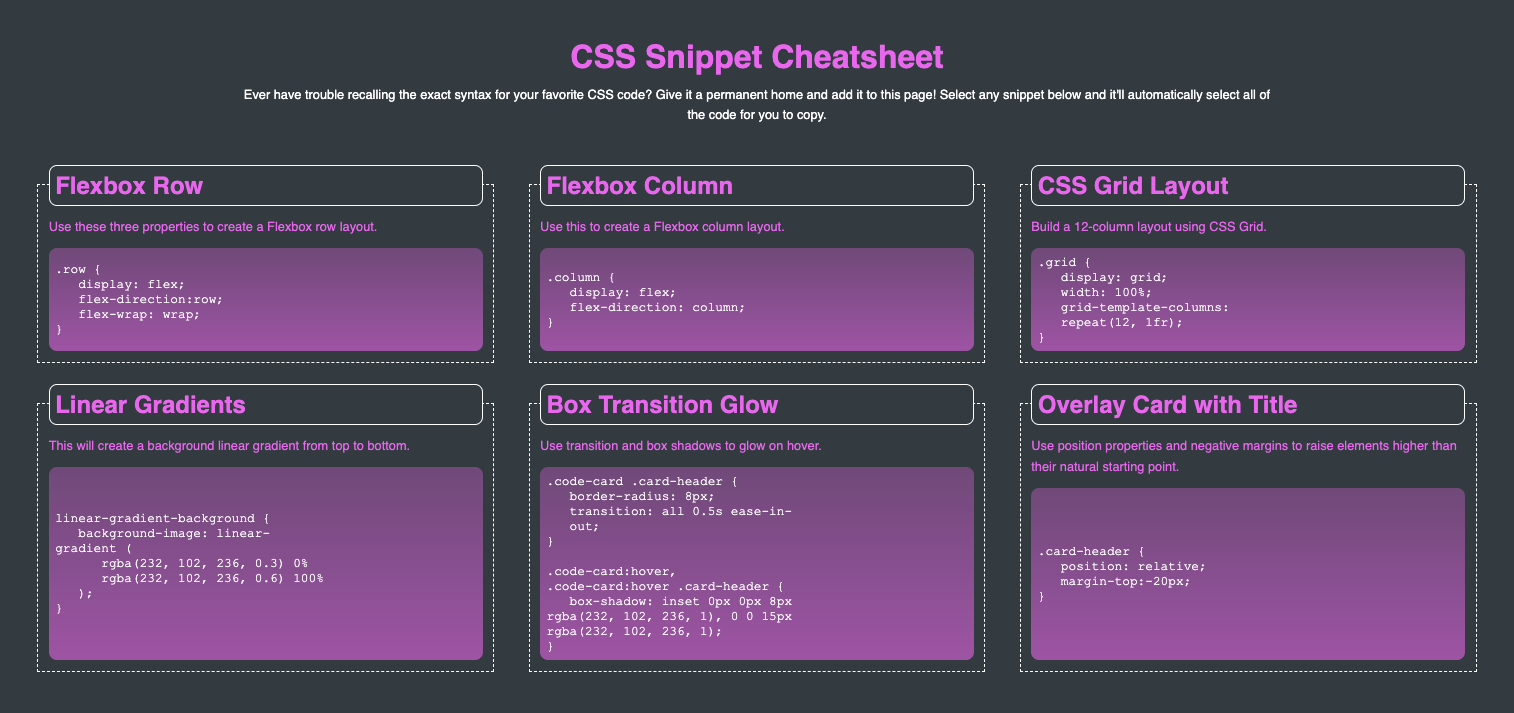 CSS Snippet Cheatsheet
Ever have trouble recalling the exact syntax for your favorite CSS code? Give it a permanent home and add it to this page! Select any snippet below and it'll automatically select all of
the code for you to copy.
Flexbox Row
Use these three properties to create a Flexbox row layout.
.row {
   display: flex;
   flex-direction:row;
   flex-wrap: wrap;
}
Flexbox Column
Use this to create a Flexbox column layout.
.column {
   display: flex;
   flex-direction: column;
}
CSS Grid Layout
Build a 12-column layout using CSS Grid.
.grid {
   display: grid;
   width: 100%;
   grid-template-columns:
   repeat(12, 1fr);
}
Linear Gradients
This will create a background linear gradient from top to bottom.
linear-gradient-background {
   background-image: linear-
gradient (
      rgba(232, 102, 236, 0.3) 0%
      rgba(232, 102, 236, 0.6) 100%
   );
}
Box Transition Glow
Use transition and box shadows to glow on hover.
.code-card .card-header {
   border-radius: 8px;
   transition: all 0.5s ease-in-
   out;
}
.code-card:hover,
.code-card:hover .card-header {
   box-shadow: inset 0px 0px 8px
rgba(232, 102, 236, 1), 0 0 15px
rgba(232, 102, 236, 1);
}
Overlay Card with Title
Use position properties and negative margins to raise elements higher than
their natural starting point.
.card-header {
   position: relative;
   margin-top:-20px;
}